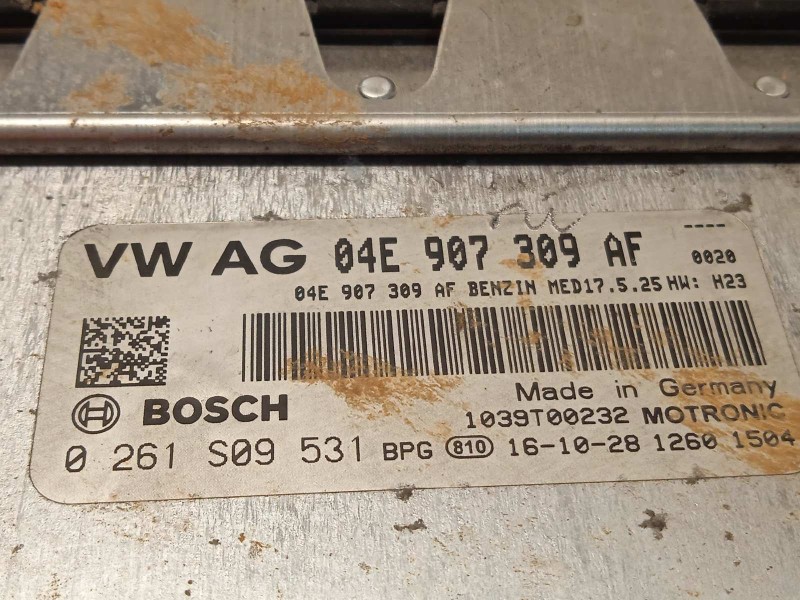 ----
VW AG 04E 907 309 AF 0020
04E 907 309 AF BENZIN MED17.5.25 HW: H23
Made in Germany
BOSCH 1039T00232 MOTRONIC
0 261 S09 531 BPG 810 16-10-28 1260 1504